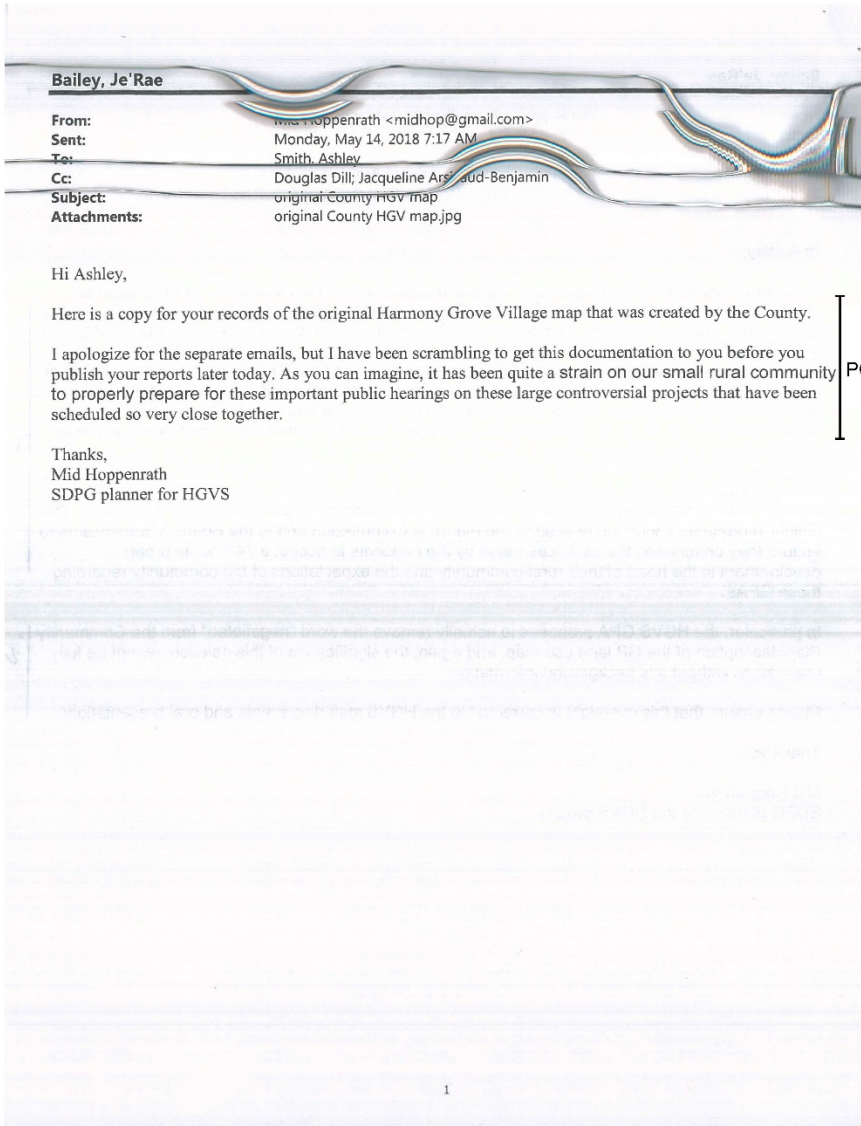 Bailey, Je'Rae
From: Mid Hoppenrath <midhop@gmail.com>
Sent: Monday, May 14, 2018 7:17 AM
To: Smith, Ashley
Cc: Douglas Dill; Jacqueline
Subject: original County HGV map
Attachments: original County HGV map.jpg
Hi Ashley,
Here is a copy for your records of the original Harmony Grove Village map that was created by the County.
I apologize for the separate emails, but I have been scrambling to get this documentation to you before you
publish your reports later today. As you can imagine, it has been quite a strain on our small rural community
to properly prepare for these important public hearings on these large controversial projects that have been
scheduled so very close together.
Thanks,
Mid Hoppenrath
SDPG planner for HGVS
1